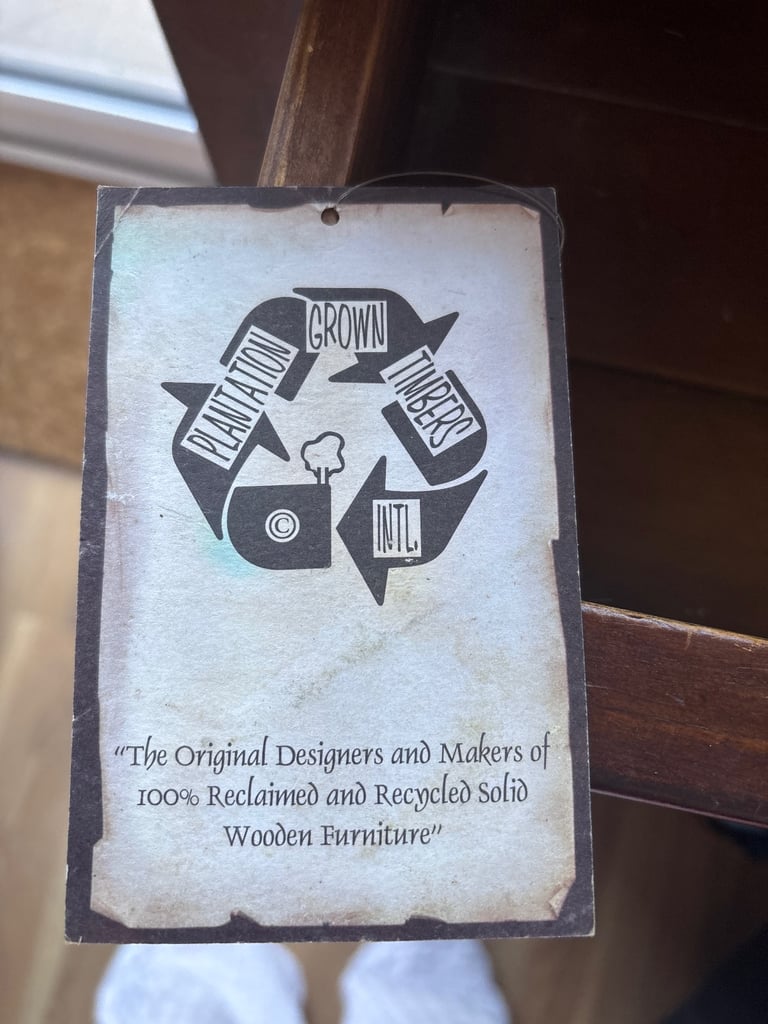 PLANTATION
GROWN
TIMBERS
INTL.
©
"The Original Designers and Makers of
100% Reclaimed and Recycled Solid
Wooden Furniture"